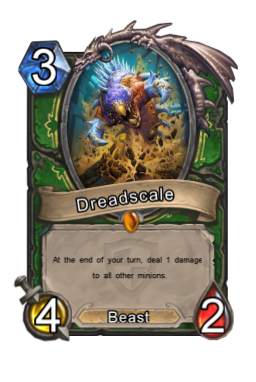 3
Dreadscale
At the end of your turn, deal 1 damage
to all other minions.
4
Beast
2